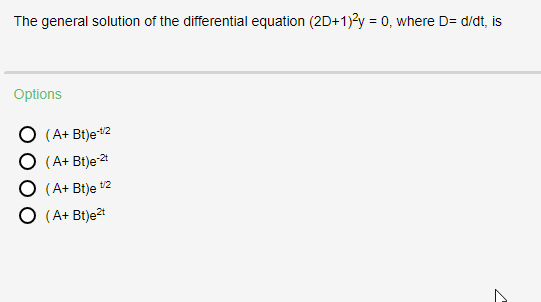 The general solution of the differential equation (2D+1)²y = 0, where D= d/dt, is
Options
( A+ Bt)e⁻ᵗ/²
( A+ Bt)e⁻²ᵗ
( A+ Bt)e ᵗ/²
( A+ Bt)e²ᵗ